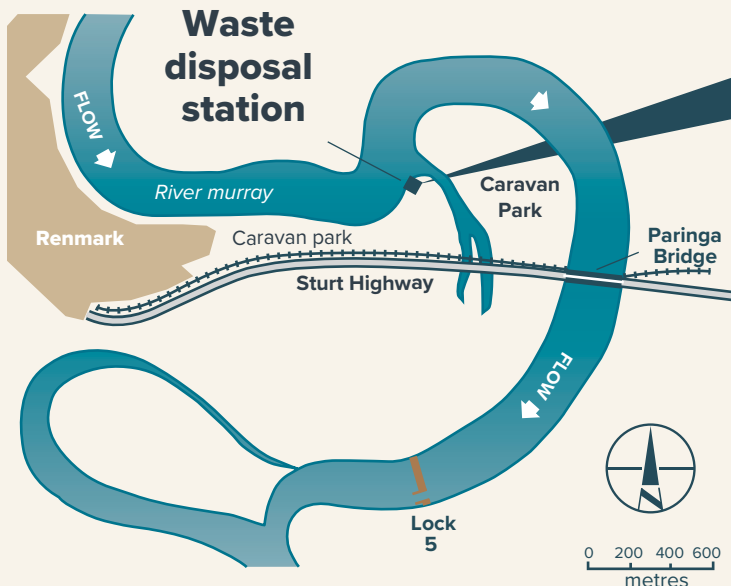 Waste
disposal
station
FLOW
River murray
Caravan
Park
Renmark
Caravan park
Paringa
Bridge
Sturt Highway
FLOW
Lock
5
0 200 400 600
metres